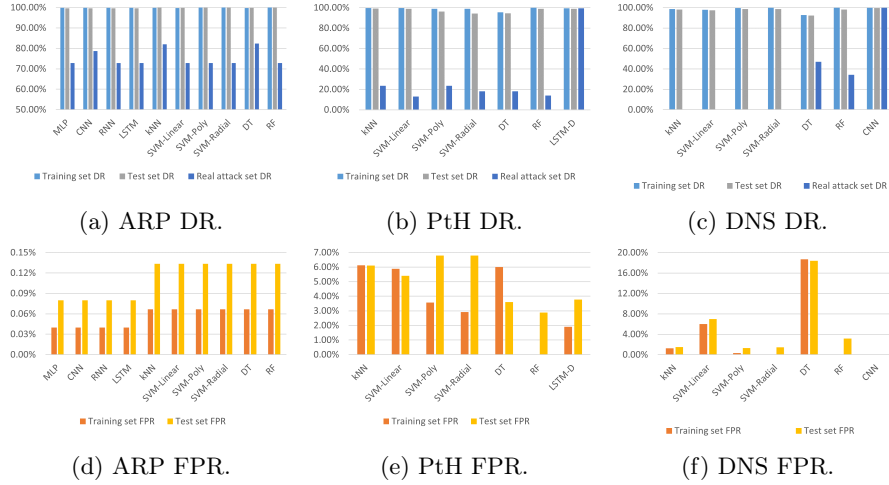 100.00%
90.00%
80.00%
70.00%
60.00%
50.00%
MLP
CNN
RNN
LSTM
kNN
SVM-Linear
SVM-Poly
SVM-Radial
DT
RF
Training set DR
Test set DR
Real attack set DR
(a) ARP DR.
100.00%
80.00%
60.00%
40.00%
20.00%
0.00%
kNN
SVM-Linear
SVM-Poly
SVM-Radial
DT
RF
LSTM-D
Training set DR
Test set DR
Real attack set DR
(b) PtH DR.
100.00%
80.00%
60.00%
40.00%
20.00%
0.00%
kNN
SVM-Linear
SVM-Poly
SVM-Radial
DT
RF
CNN
Training set DR
Test set DR
Real attack set DR
(c) DNS DR.
0.15%
0.12%
0.09%
0.06%
0.03%
0.00%
MLP
CNN
RNN
LSTM
kNN
SVM-Linear
SVM-Poly
SVM-Radial
DT
RF
Training set FPR
Test set FPR
(d) ARP FPR.
7.00%
6.00%
5.00%
4.00%
3.00%
2.00%
1.00%
0.00%
kNN
SVM-Linear
SVM-Poly
SVM-Radial
DT
RF
LSTM-D
Training set FPR
Test set FPR
(e) PtH FPR.
20.00%
16.00%
12.00%
8.00%
4.00%
0.00%
kNN
SVM-Linear
SVM-Poly
SVM-Radial
DT
RF
CNN
Training set FPR
Test set FPR
(f) DNS FPR.